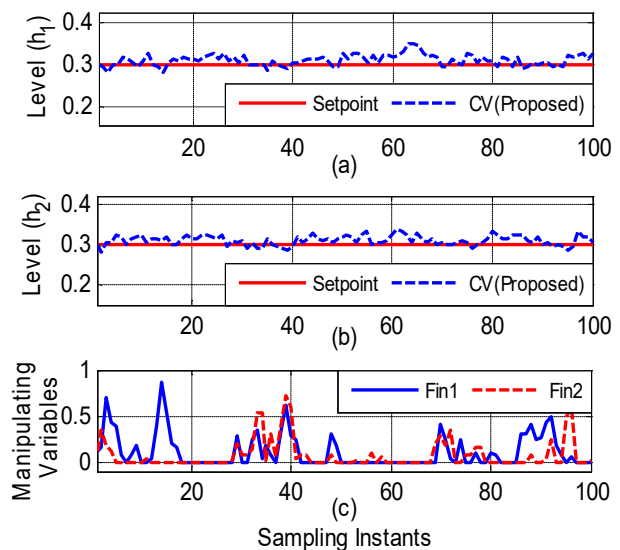 0.4
0.3
0.2
Level (h1)
Setpoint
CV(Proposed)
20 40 60 80 100
(a)
0.4
0.3
0.2
Level (h2)
Setpoint
CV(Proposed)
20 40 60 80 100
(b)
1
0.5
0
Manipulating
Variables
Fin1
Fin2
20 40 60 80 100
(c)
Sampling Instants